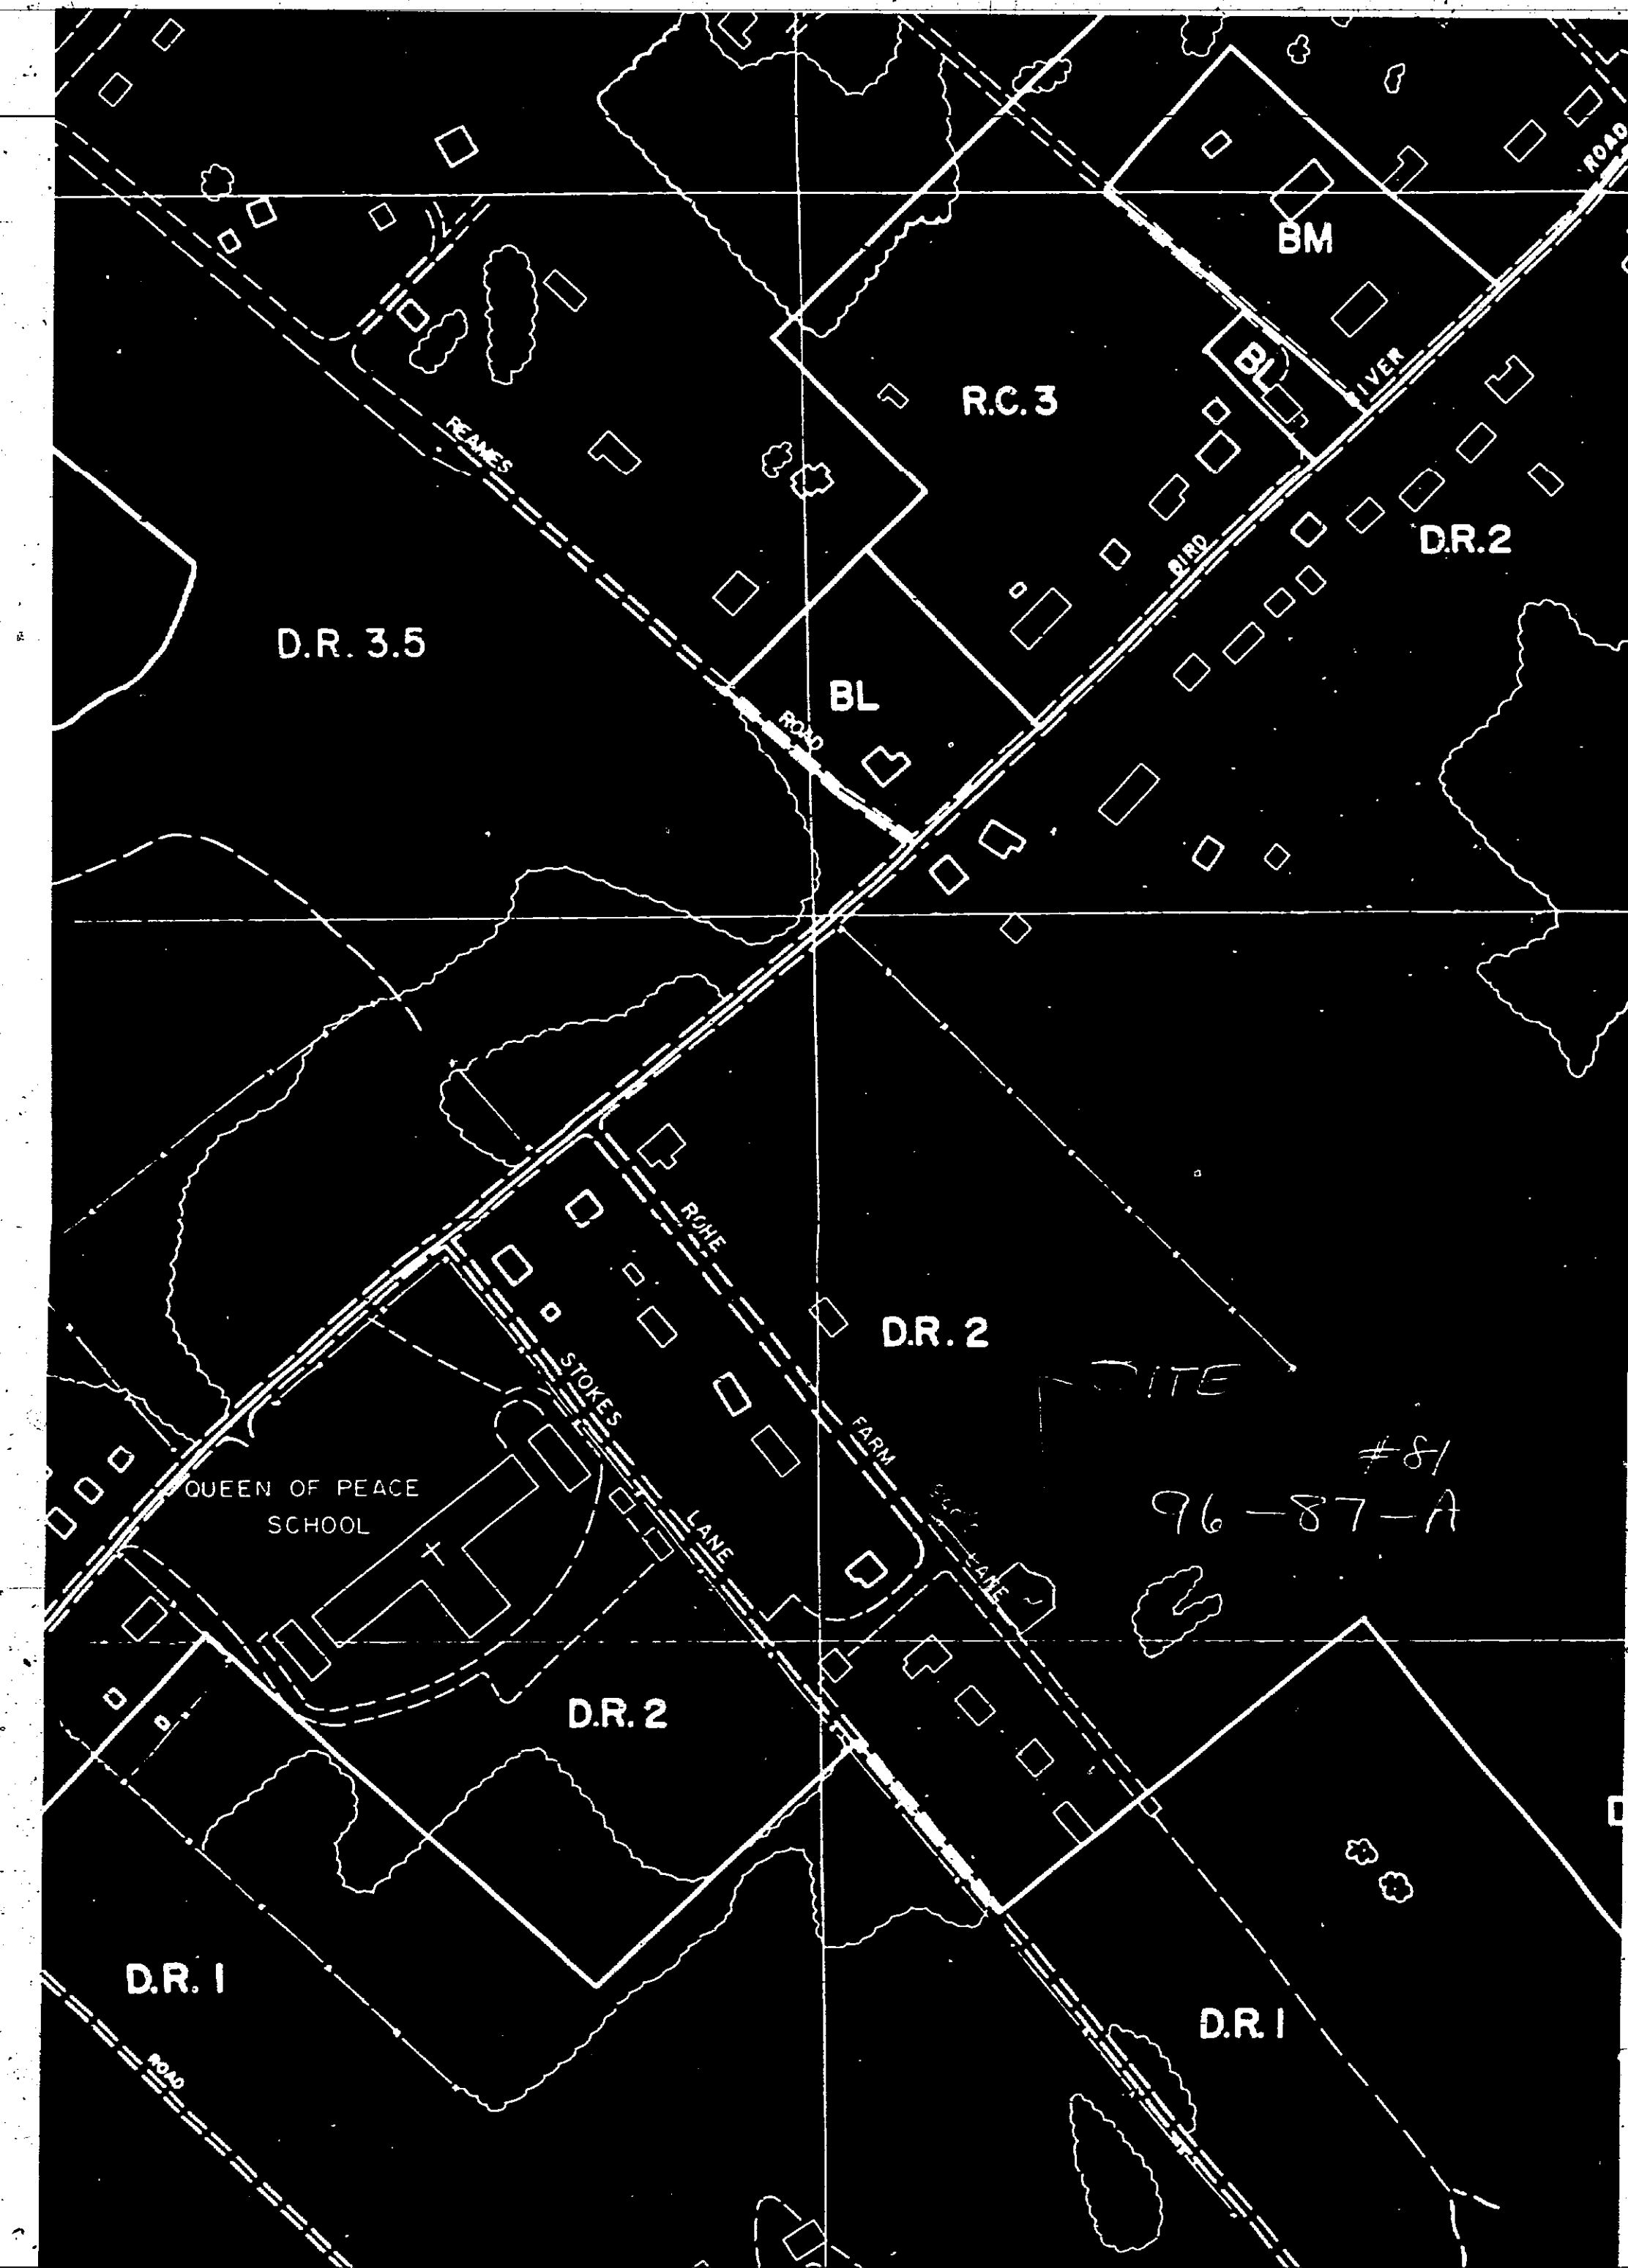 ROAD
BM
BL
IVER
R.C. 3
REAMES
BIRD
D.R. 2
D.R. 3.5
BL
ROAD
ROHE
D.R. 2
SITE
STOKES
FARM
#81
QUEEN OF PEACE
SCHOOL
96-87-A
LANE
LANE
D.R. 2
D.R. 1
D.R. 1
ROAD